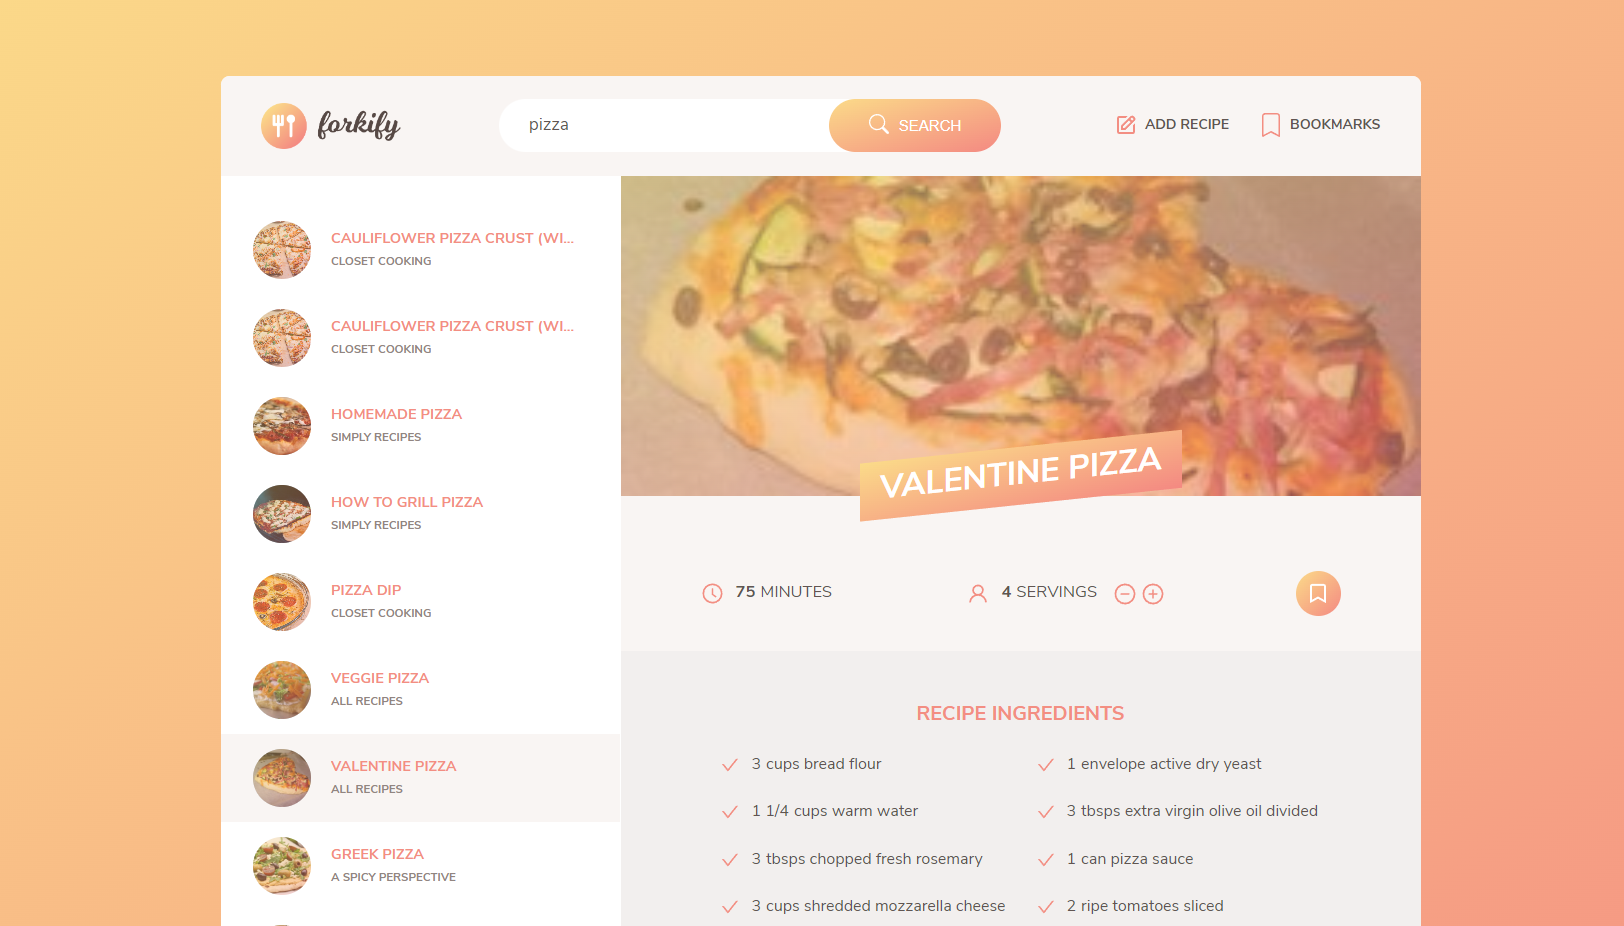 forkify
pizza
SEARCH
ADD RECIPE
BOOKMARKS
CAULIFLOWER PIZZA CRUST (WI...
CLOSET COOKING
CAULIFLOWER PIZZA CRUST (WI...
CLOSET COOKING
HOMEMADE PIZZA
SIMPLY RECIPES
HOW TO GRILL PIZZA
SIMPLY RECIPES
PIZZA DIP
CLOSET COOKING
VEGGIE PIZZA
ALL RECIPES
VALENTINE PIZZA
ALL RECIPES
GREEK PIZZA
A SPICY PERSPECTIVE
VALENTINE PIZZA
75 MINUTES
4 SERVINGS
RECIPE INGREDIENTS
3 cups bread flour
1 envelope active dry yeast
1 1/4 cups warm water
3 tbsps extra virgin olive oil divided
3 tbsps chopped fresh rosemary
1 can pizza sauce
3 cups shredded mozzarella cheese
2 ripe tomatoes sliced